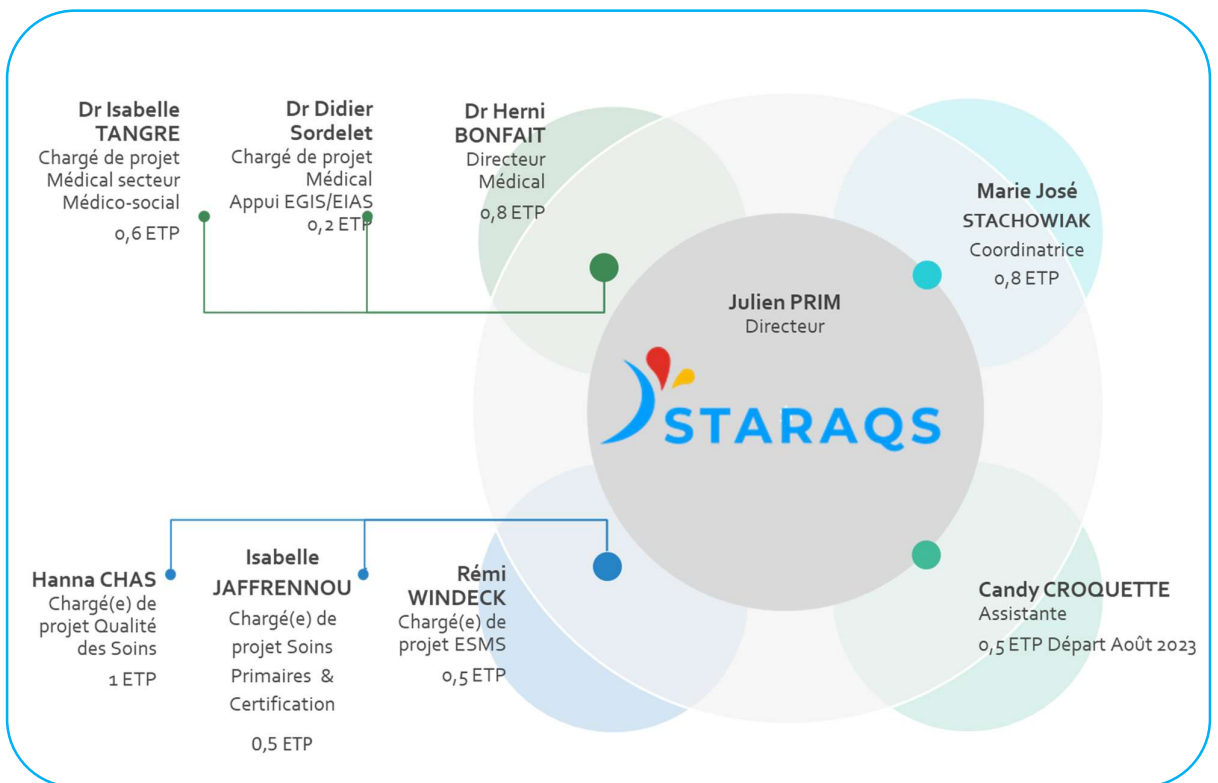 Dr Isabelle
TANGRE
Chargé de projet
Médical secteur
Médico-social
0,6 ETP
Dr Didier
Sordelet
Chargé de projet
Médical
Appui EGIS/EIAS
0,2 ETP
Dr Herni
BONFAIT
Directeur
Médical
0,8 ETP
Marie José
STACHOWIAK
Coordinatrice
0,8 ETP
Julien PRIM
Directeur
STARAQS
Hanna CHAS
Chargé(e) de
projet Qualité
des Soins
1 ETP
Isabelle
JAFFRENNOU
Chargé(e) de
projet Soins
Primaires &
Certification
0,5 ETP
Rémi
WINDECK
Chargé(e) de
projet ESMS
0,5 ETP
Candy CROQUETTE
Assistante
0,5 ETP Départ Août 2023